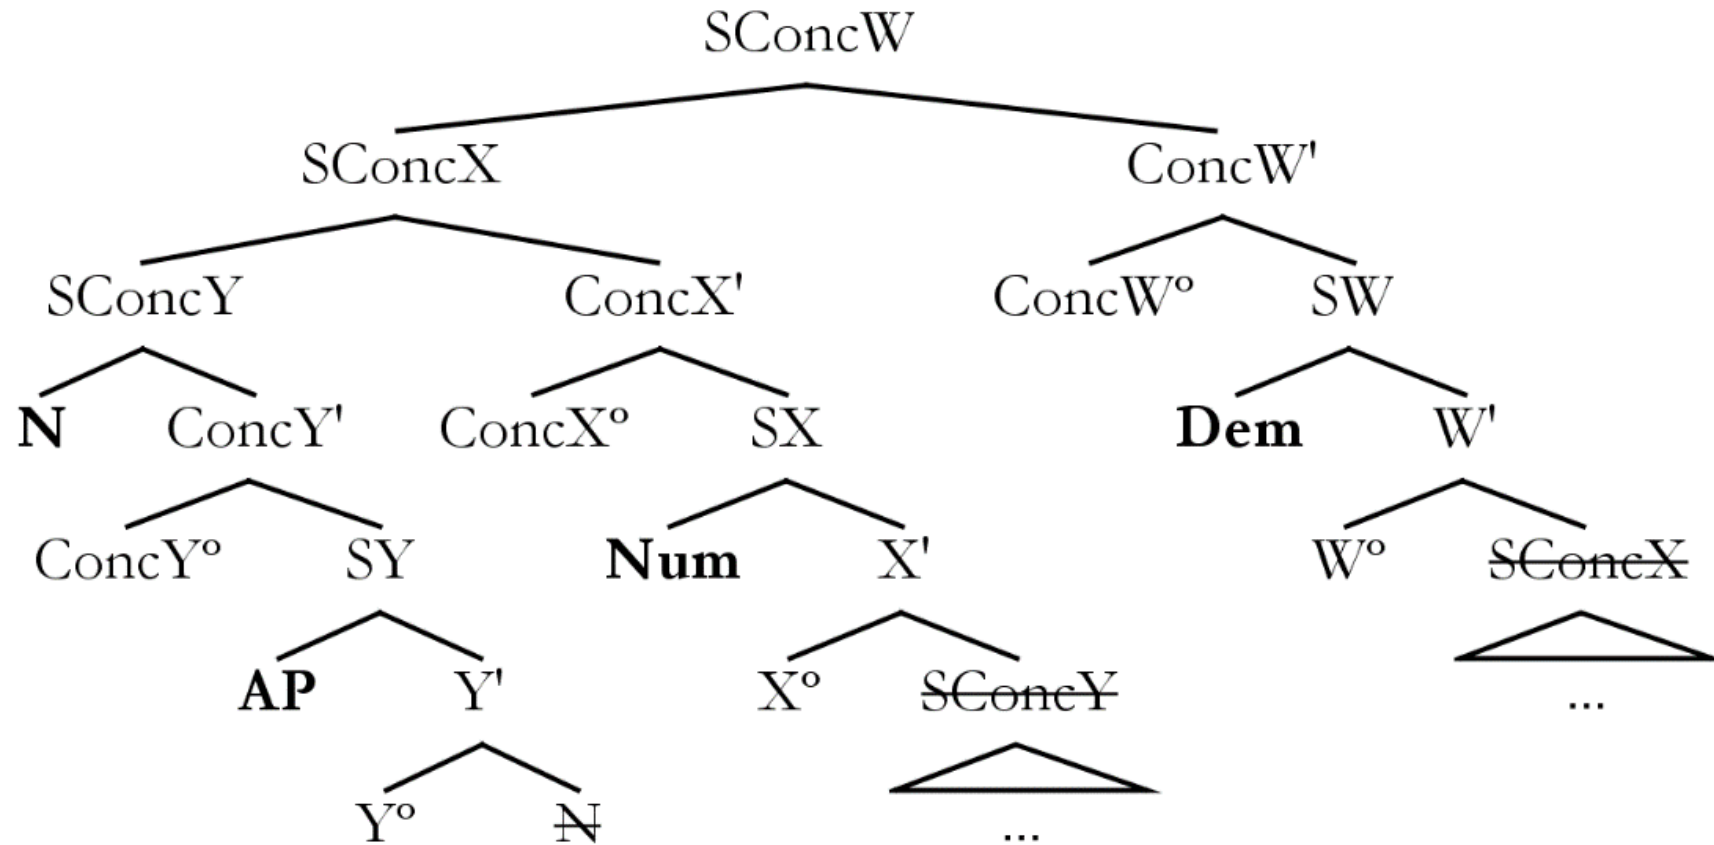 SConcW
SConcX ConcW'
SConcY ConcX' ConcWº SW
N ConcY' ConcXº SX Dem W'
ConcYº SY Num X' Wº SConcX
AP Y' Xº SConcY ...
Yº N ...